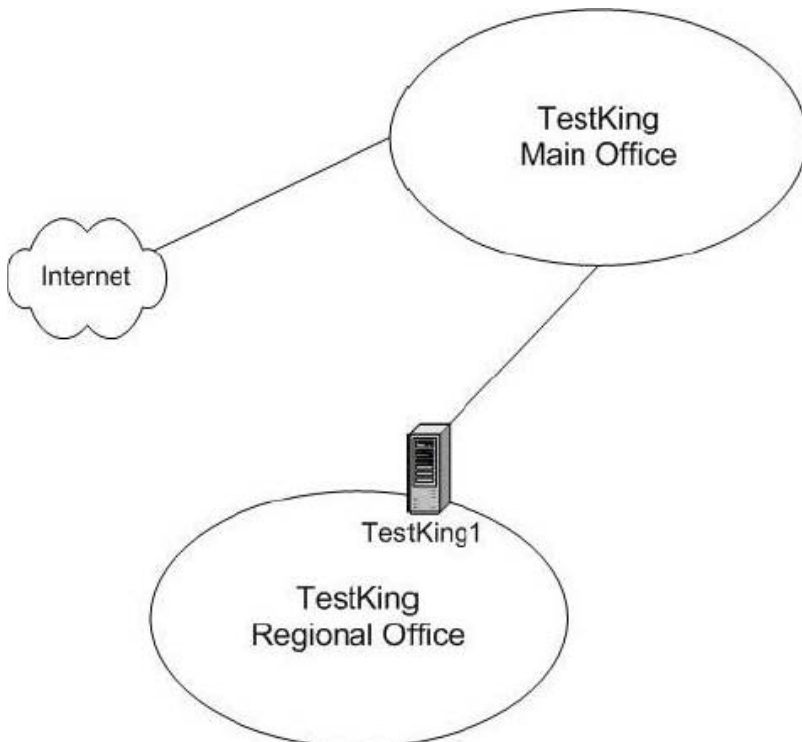 TestKing
Main Office
Internet
TestKing1
TestKing
Regional Office